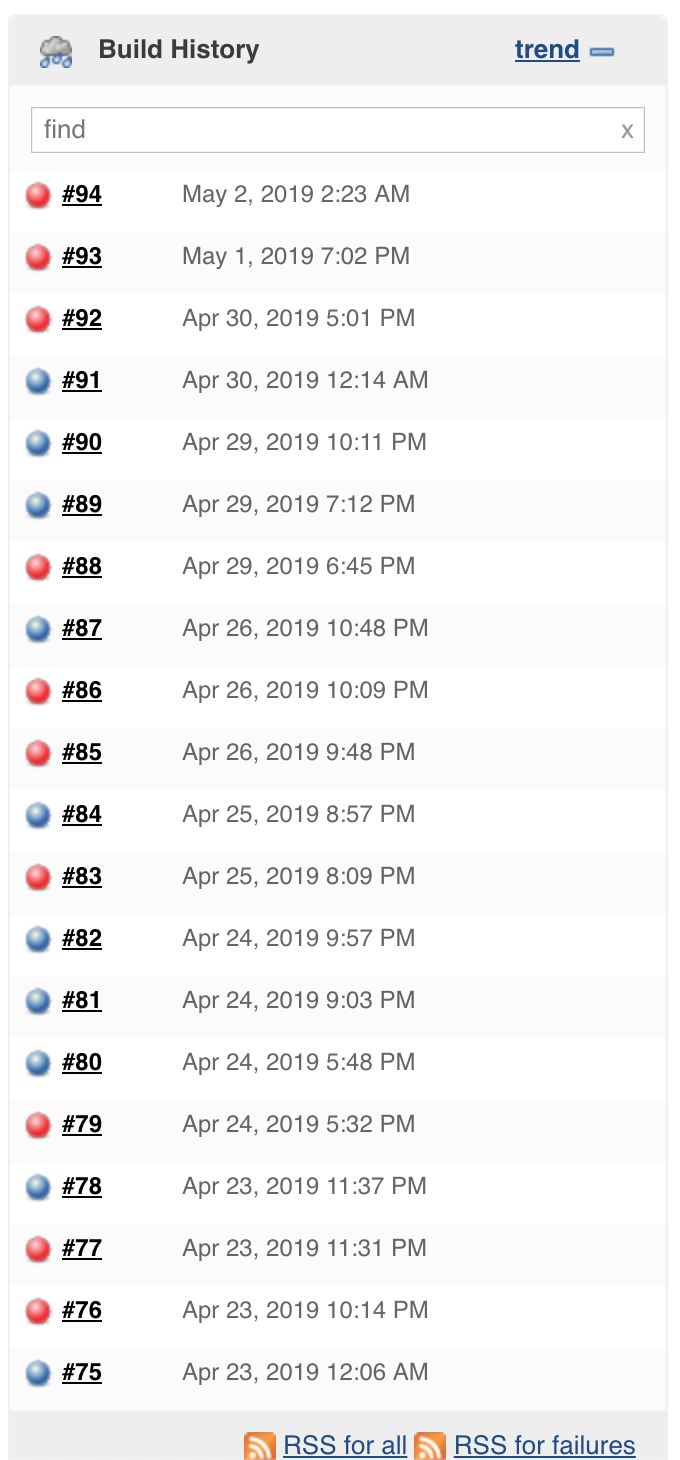 Build History trend
find x
#94 May 2, 2019 2:23 AM
#93 May 1, 2019 7:02 PM
#92 Apr 30, 2019 5:01 PM
#91 Apr 30, 2019 12:14 AM
#90 Apr 29, 2019 10:11 PM
#89 Apr 29, 2019 7:12 PM
#88 Apr 29, 2019 6:45 PM
#87 Apr 26, 2019 10:48 PM
#86 Apr 26, 2019 10:09 PM
#85 Apr 26, 2019 9:48 PM
#84 Apr 25, 2019 8:57 PM
#83 Apr 25, 2019 8:09 PM
#82 Apr 24, 2019 9:57 PM
#81 Apr 24, 2019 9:03 PM
#80 Apr 24, 2019 5:48 PM
#79 Apr 24, 2019 5:32 PM
#78 Apr 23, 2019 11:37 PM
#77 Apr 23, 2019 11:31 PM
#76 Apr 23, 2019 10:14 PM
#75 Apr 23, 2019 12:06 AM
RSS for all RSS for failures